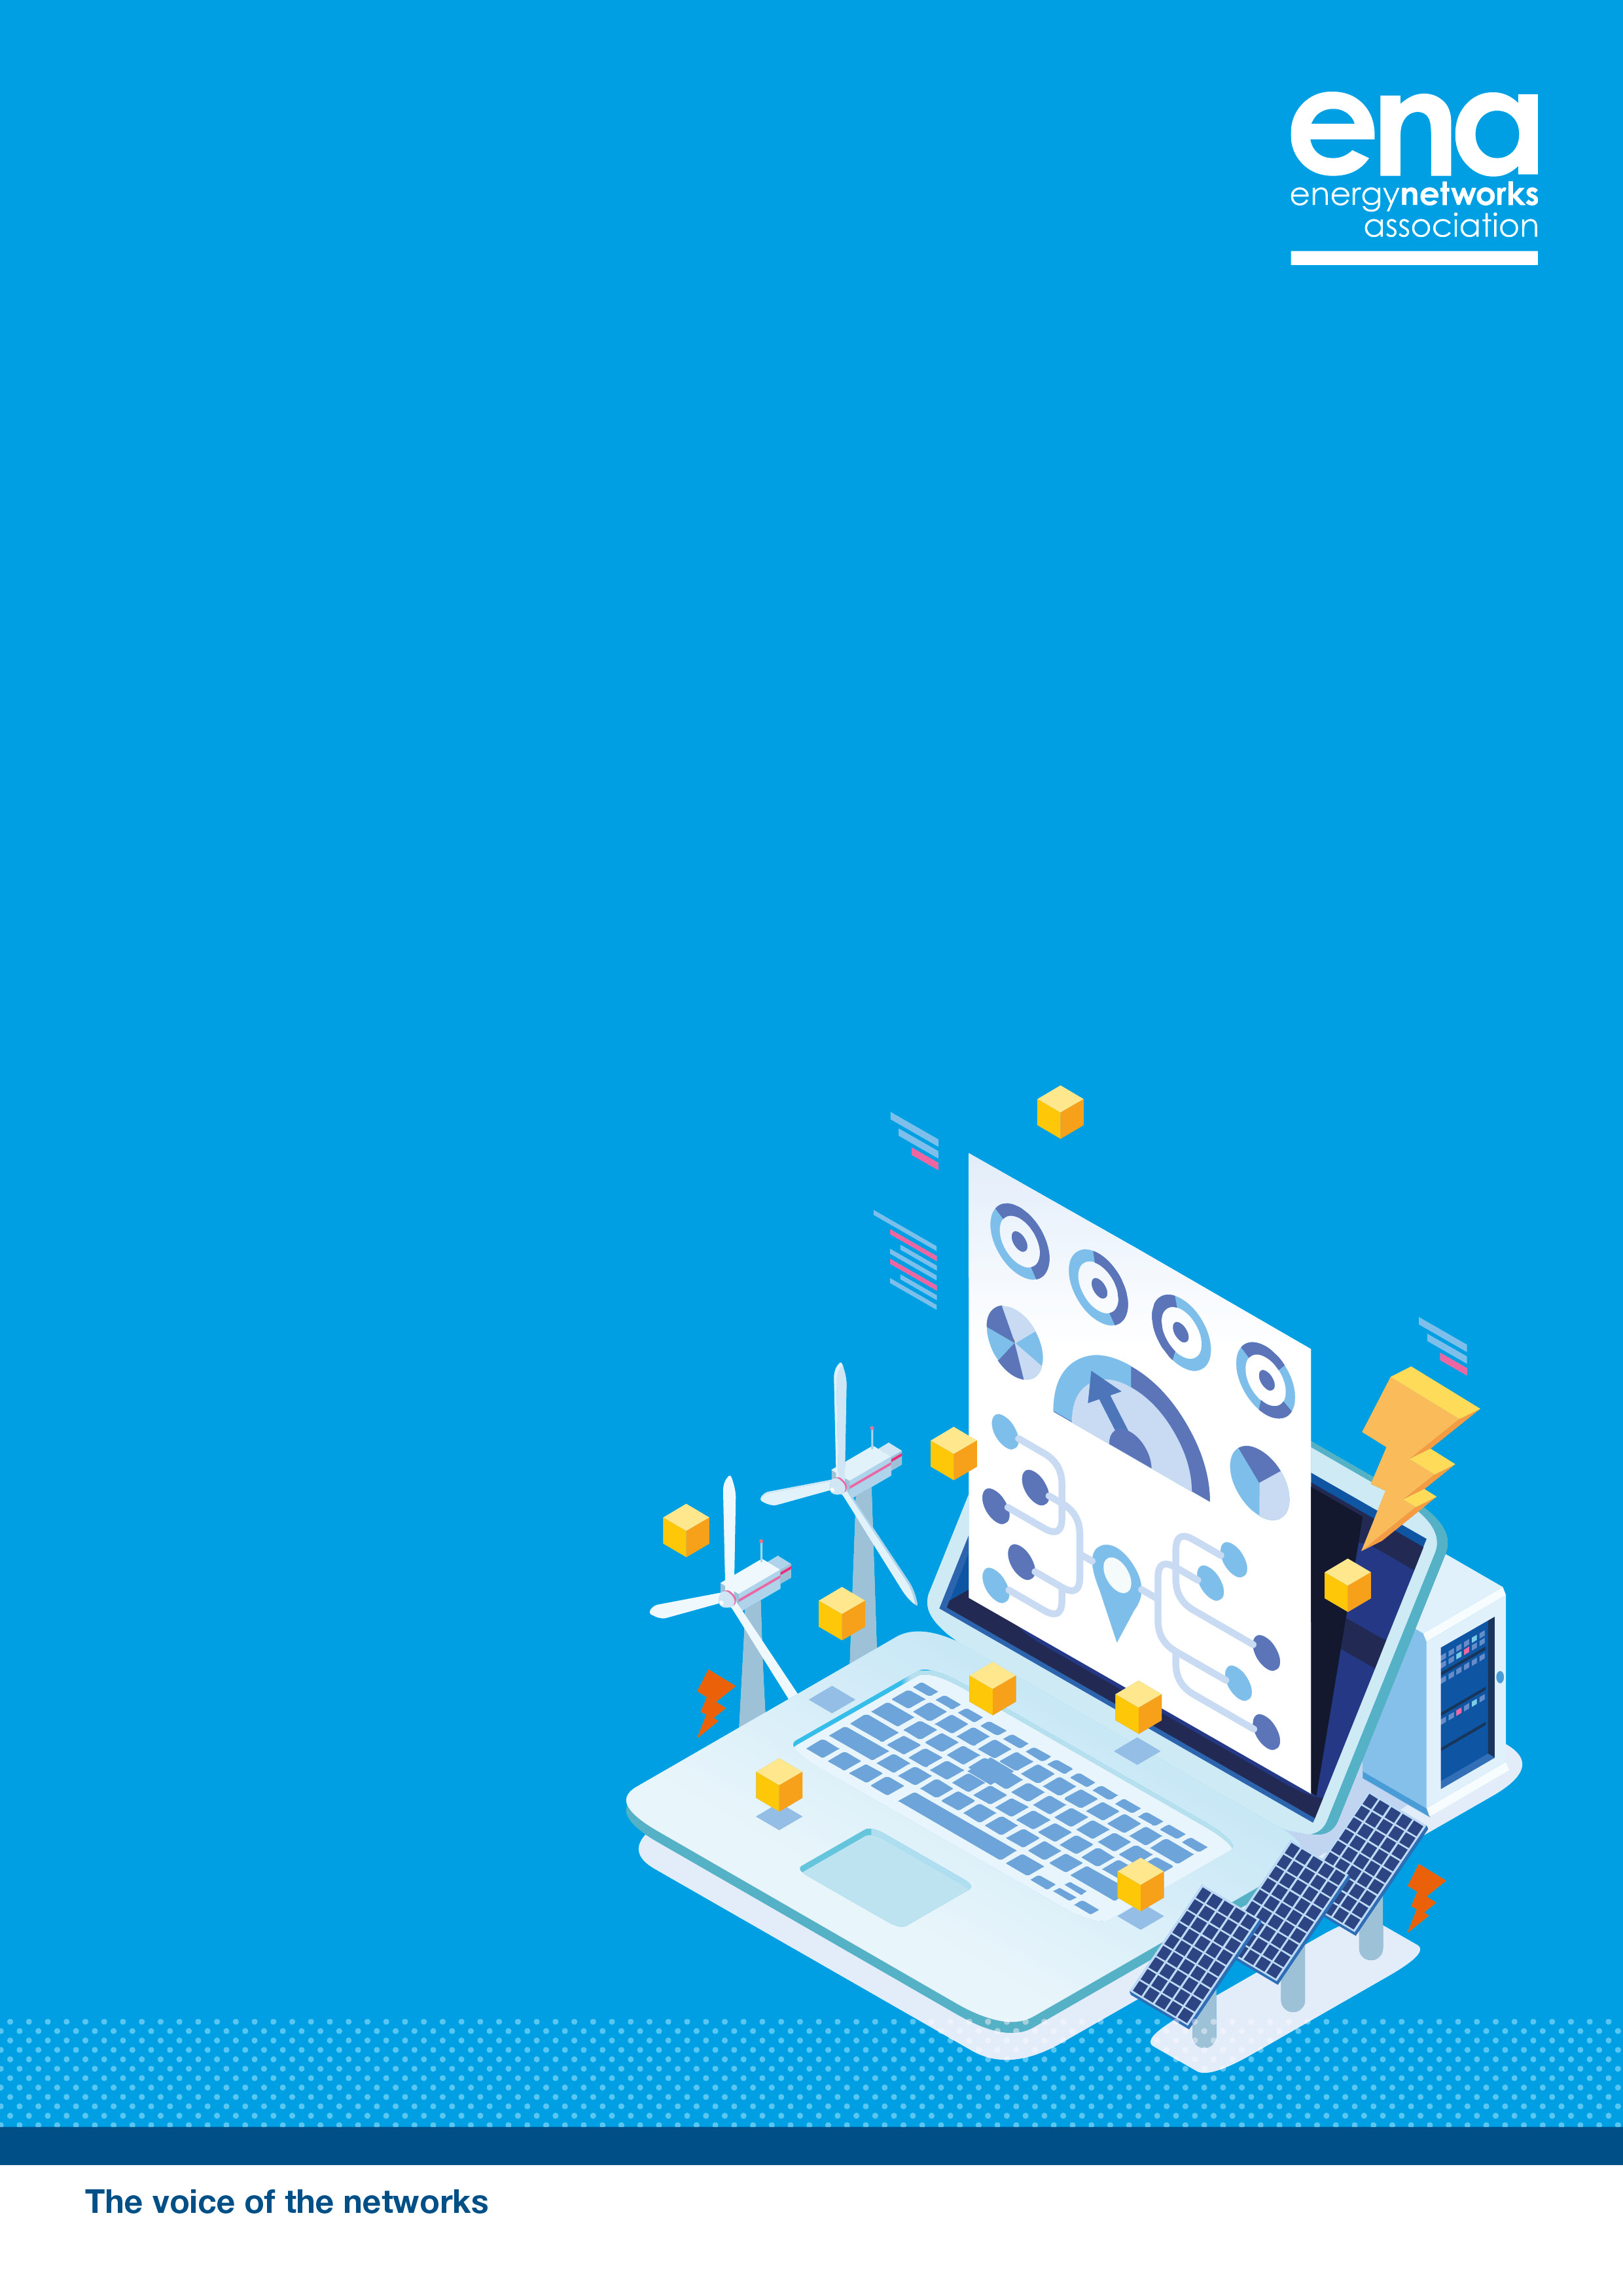 ena
energynetworks
association
The voice of the networks